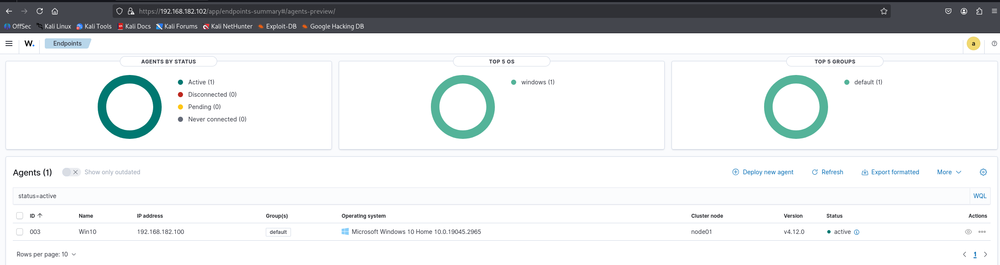 https://192.168.182.102/app/endpoints-summary#/agents-preview/
OffSec Kali Linux Kali Tools Kali Docs Kali Forums Kali NetHunter Exploit-DB Google Hacking DB
W. Endpoints a
AGENTS BY STATUS
Active (1)
Disconnected (0)
Pending (0)
Never connected (0)
TOP 5 OS
windows (1)
TOP 5 GROUPS
default (1)
Agents (1) Show only outdated Deploy new agent Refresh Export formatted More
status=active WQL
ID Name IP address Group(s) Operating system Cluster node Version Status Actions
003 Win10 192.168.182.100 default Microsoft Windows 10 Home 10.0.19045.2965 node01 v4.12.0 active
Rows per page: 10 1